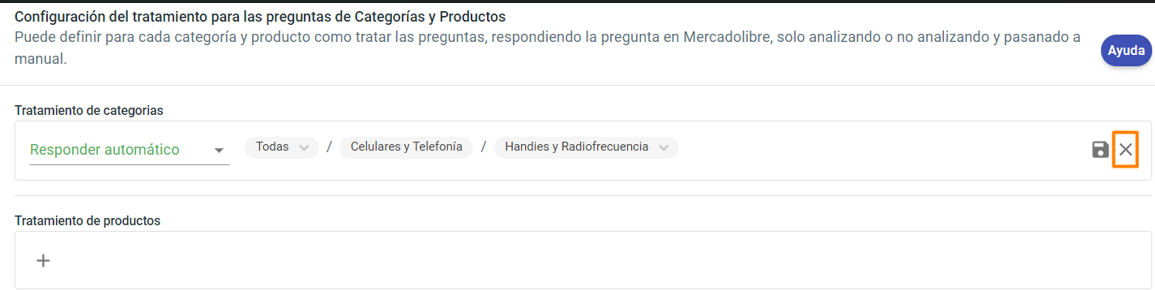 Configuración del tratamiento para las preguntas de Categorías y Productos
Puede definir para cada categoría y producto como tratar las preguntas, respondiendo la pregunta en Mercadolibre, solo analizando o no analizando y pasanado a
manual.
Ayuda
Tratamiento de categorias
Responder automático Todas / Celulares y Telefonía / Handies y Radiofrecuencia
Tratamiento de productos